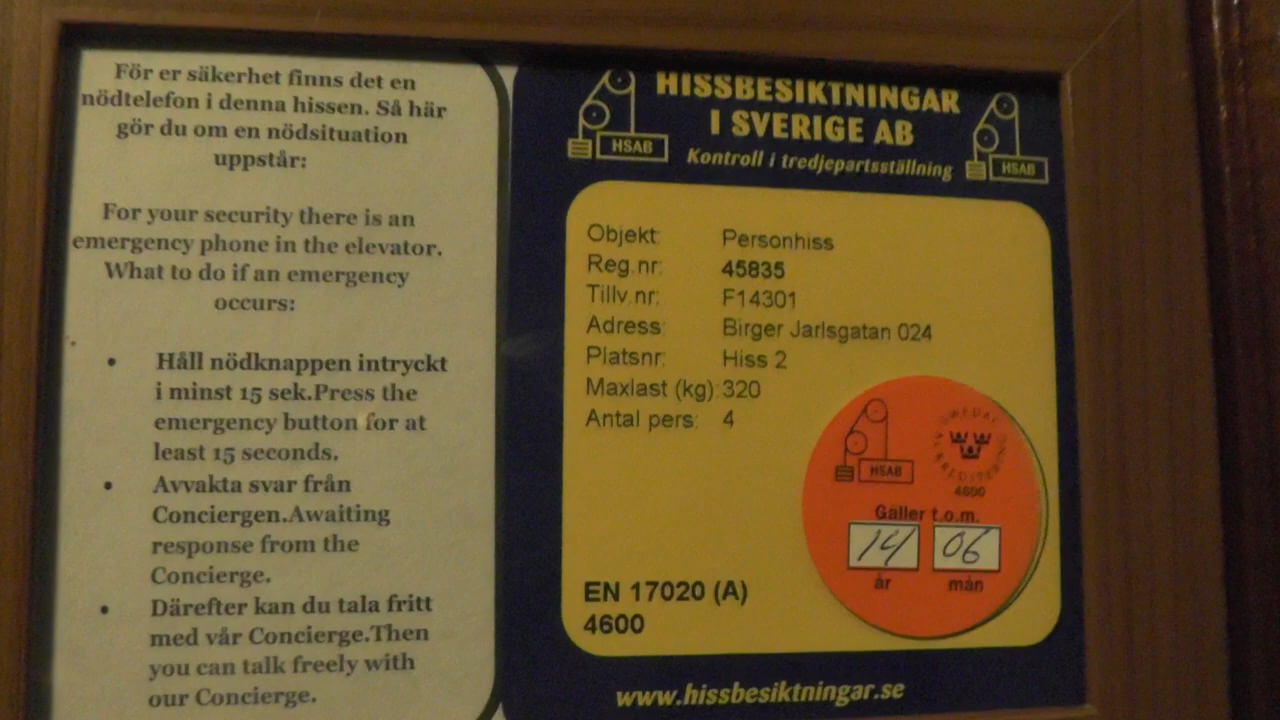 För er säkerhet finns det en
nödtelefon i denna hissen. Så här
gör du om en nödsituation
uppstår:
For your security there is an
emergency phone in the elevator.
What to do if an emergency
occurs:
• Håll nödknappen intryckt
i minst 15 sek.Press the
emergency button for at
least 15 seconds.
• Avvakta svar från
Conciergen.Awaiting
response from the
Concierge.
• Därefter kan du tala fritt
med vår Concierge.Then
you can talk freely with
our Concierge.
HISSBESIKTNINGAR
I SVERIGE AB
HSAB
Kontroll i tredjepartsställning
HSAB
Objekt: Personhiss
Reg.nr: 45835
Tillv.nr: F14301
Adress: Birger Jarlsgatan 024
Platsnr: Hiss 2
Maxlast (kg): 320
Antal pers: 4
HSAB
SWEDAC
ACKREDITERING
4600
Gäller t.o.m.
14 06
år mån
EN 17020 (A)
4600
www.hissbesiktningar.se